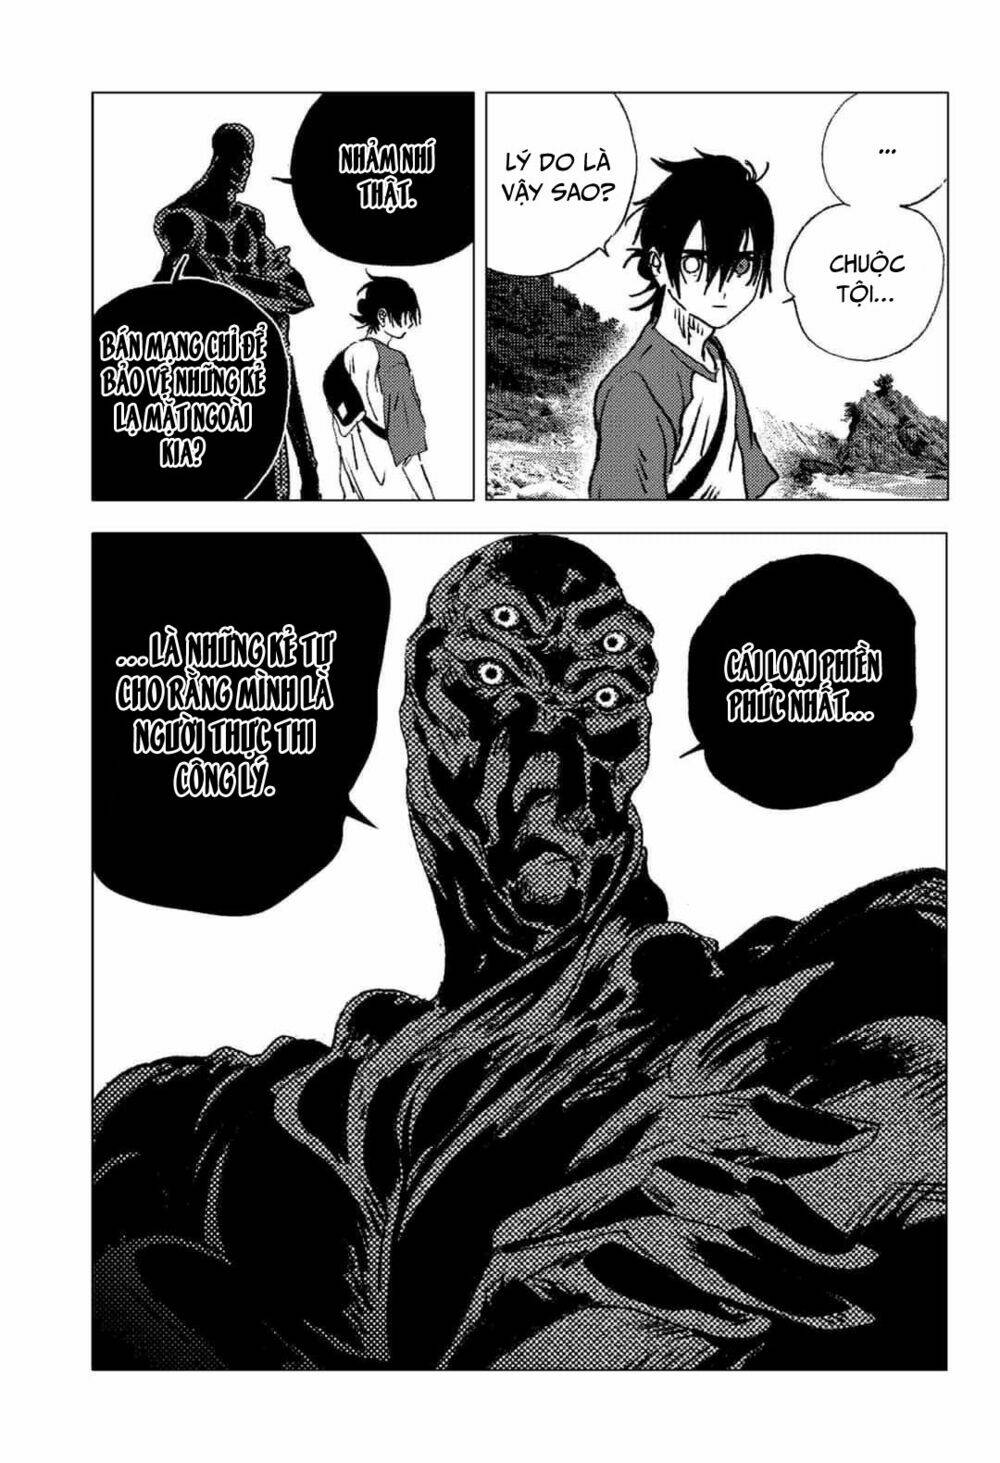 ...
CHUỘC
TỘI...
LÝ DO LÀ
VẬY SAO?
NHẢM NHÍ
THẬT.
BÁN MẠNG CHỈ ĐỂ
BẢO VỆ NHỮNG KẺ
LẠ MẶT NGOÀI
KIA?
CÁI LOẠI PHIỀN
PHỨC NHẤT...
...LÀ NHỮNG KẺ TỰ
CHO RẰNG MÌNH LÀ
NGƯỜI THỰC THI
CÔNG LÝ.